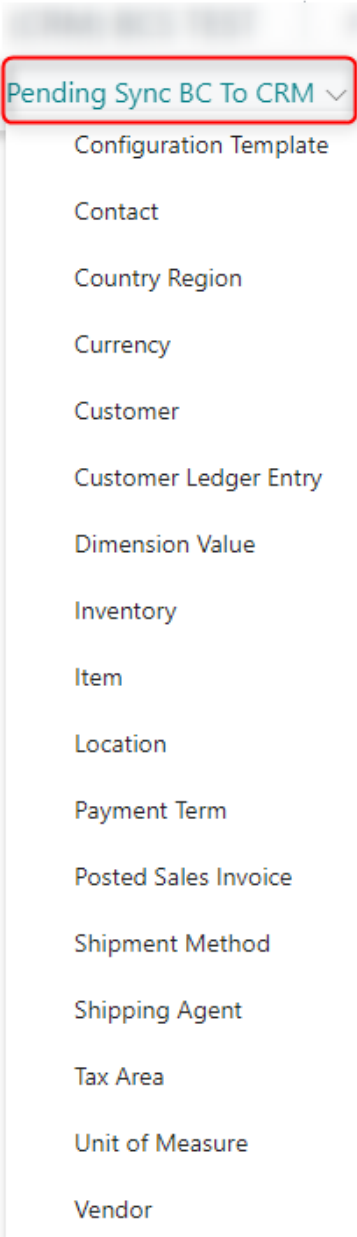 Pending Sync BC To CRM
Configuration Template
Contact
Country Region
Currency
Customer
Customer Ledger Entry
Dimension Value
Inventory
Item
Location
Payment Term
Posted Sales Invoice
Shipment Method
Shipping Agent
Tax Area
Unit of Measure
Vendor